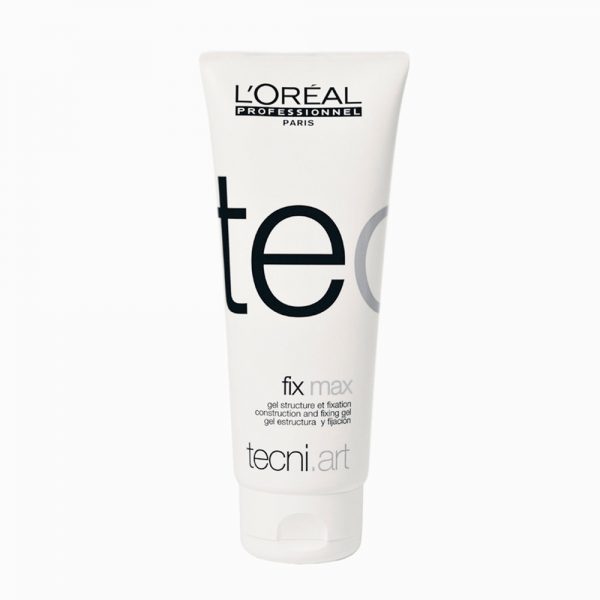 L'ORÉAL
PROFESSIONNEL
PARIS
tec
fix max
gel structure et fixation
construction and fixing gel
gel estructura y fijación
tecni.art